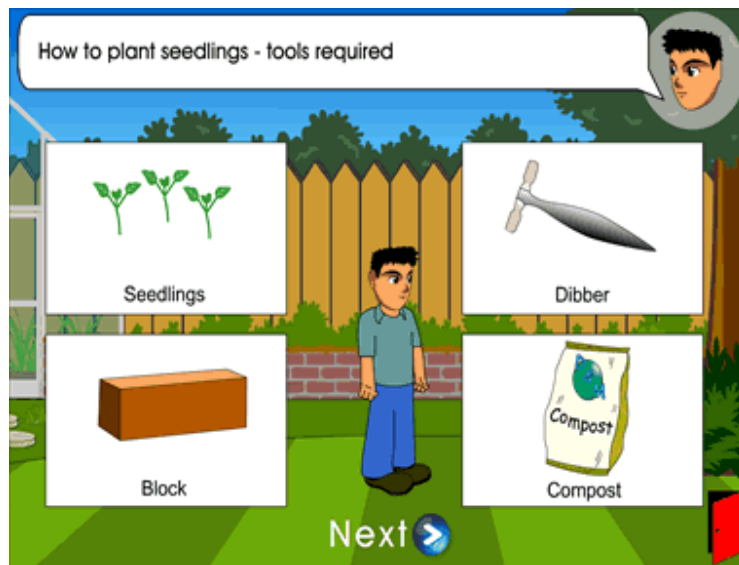 How to plant seedlings - tools required
Seedlings
Dibber
Compost
Block
Compost
Next